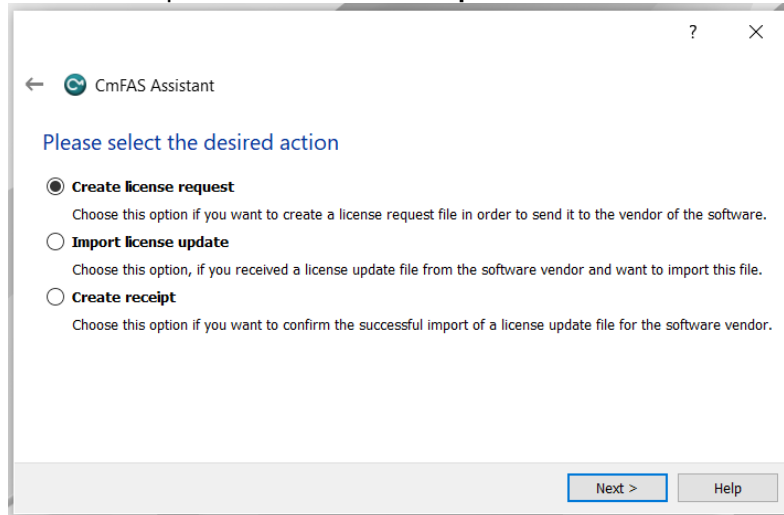 ?
CmFAS Assistant
Please select the desired action
Create license request
Choose this option if you want to create a license request file in order to send it to the vendor of the software.
Import license update
Choose this option, if you received a license update file from the software vendor and want to import this file.
Create receipt
Choose this option if you want to confirm the successful import of a license update file for the software vendor.
Next >
Help